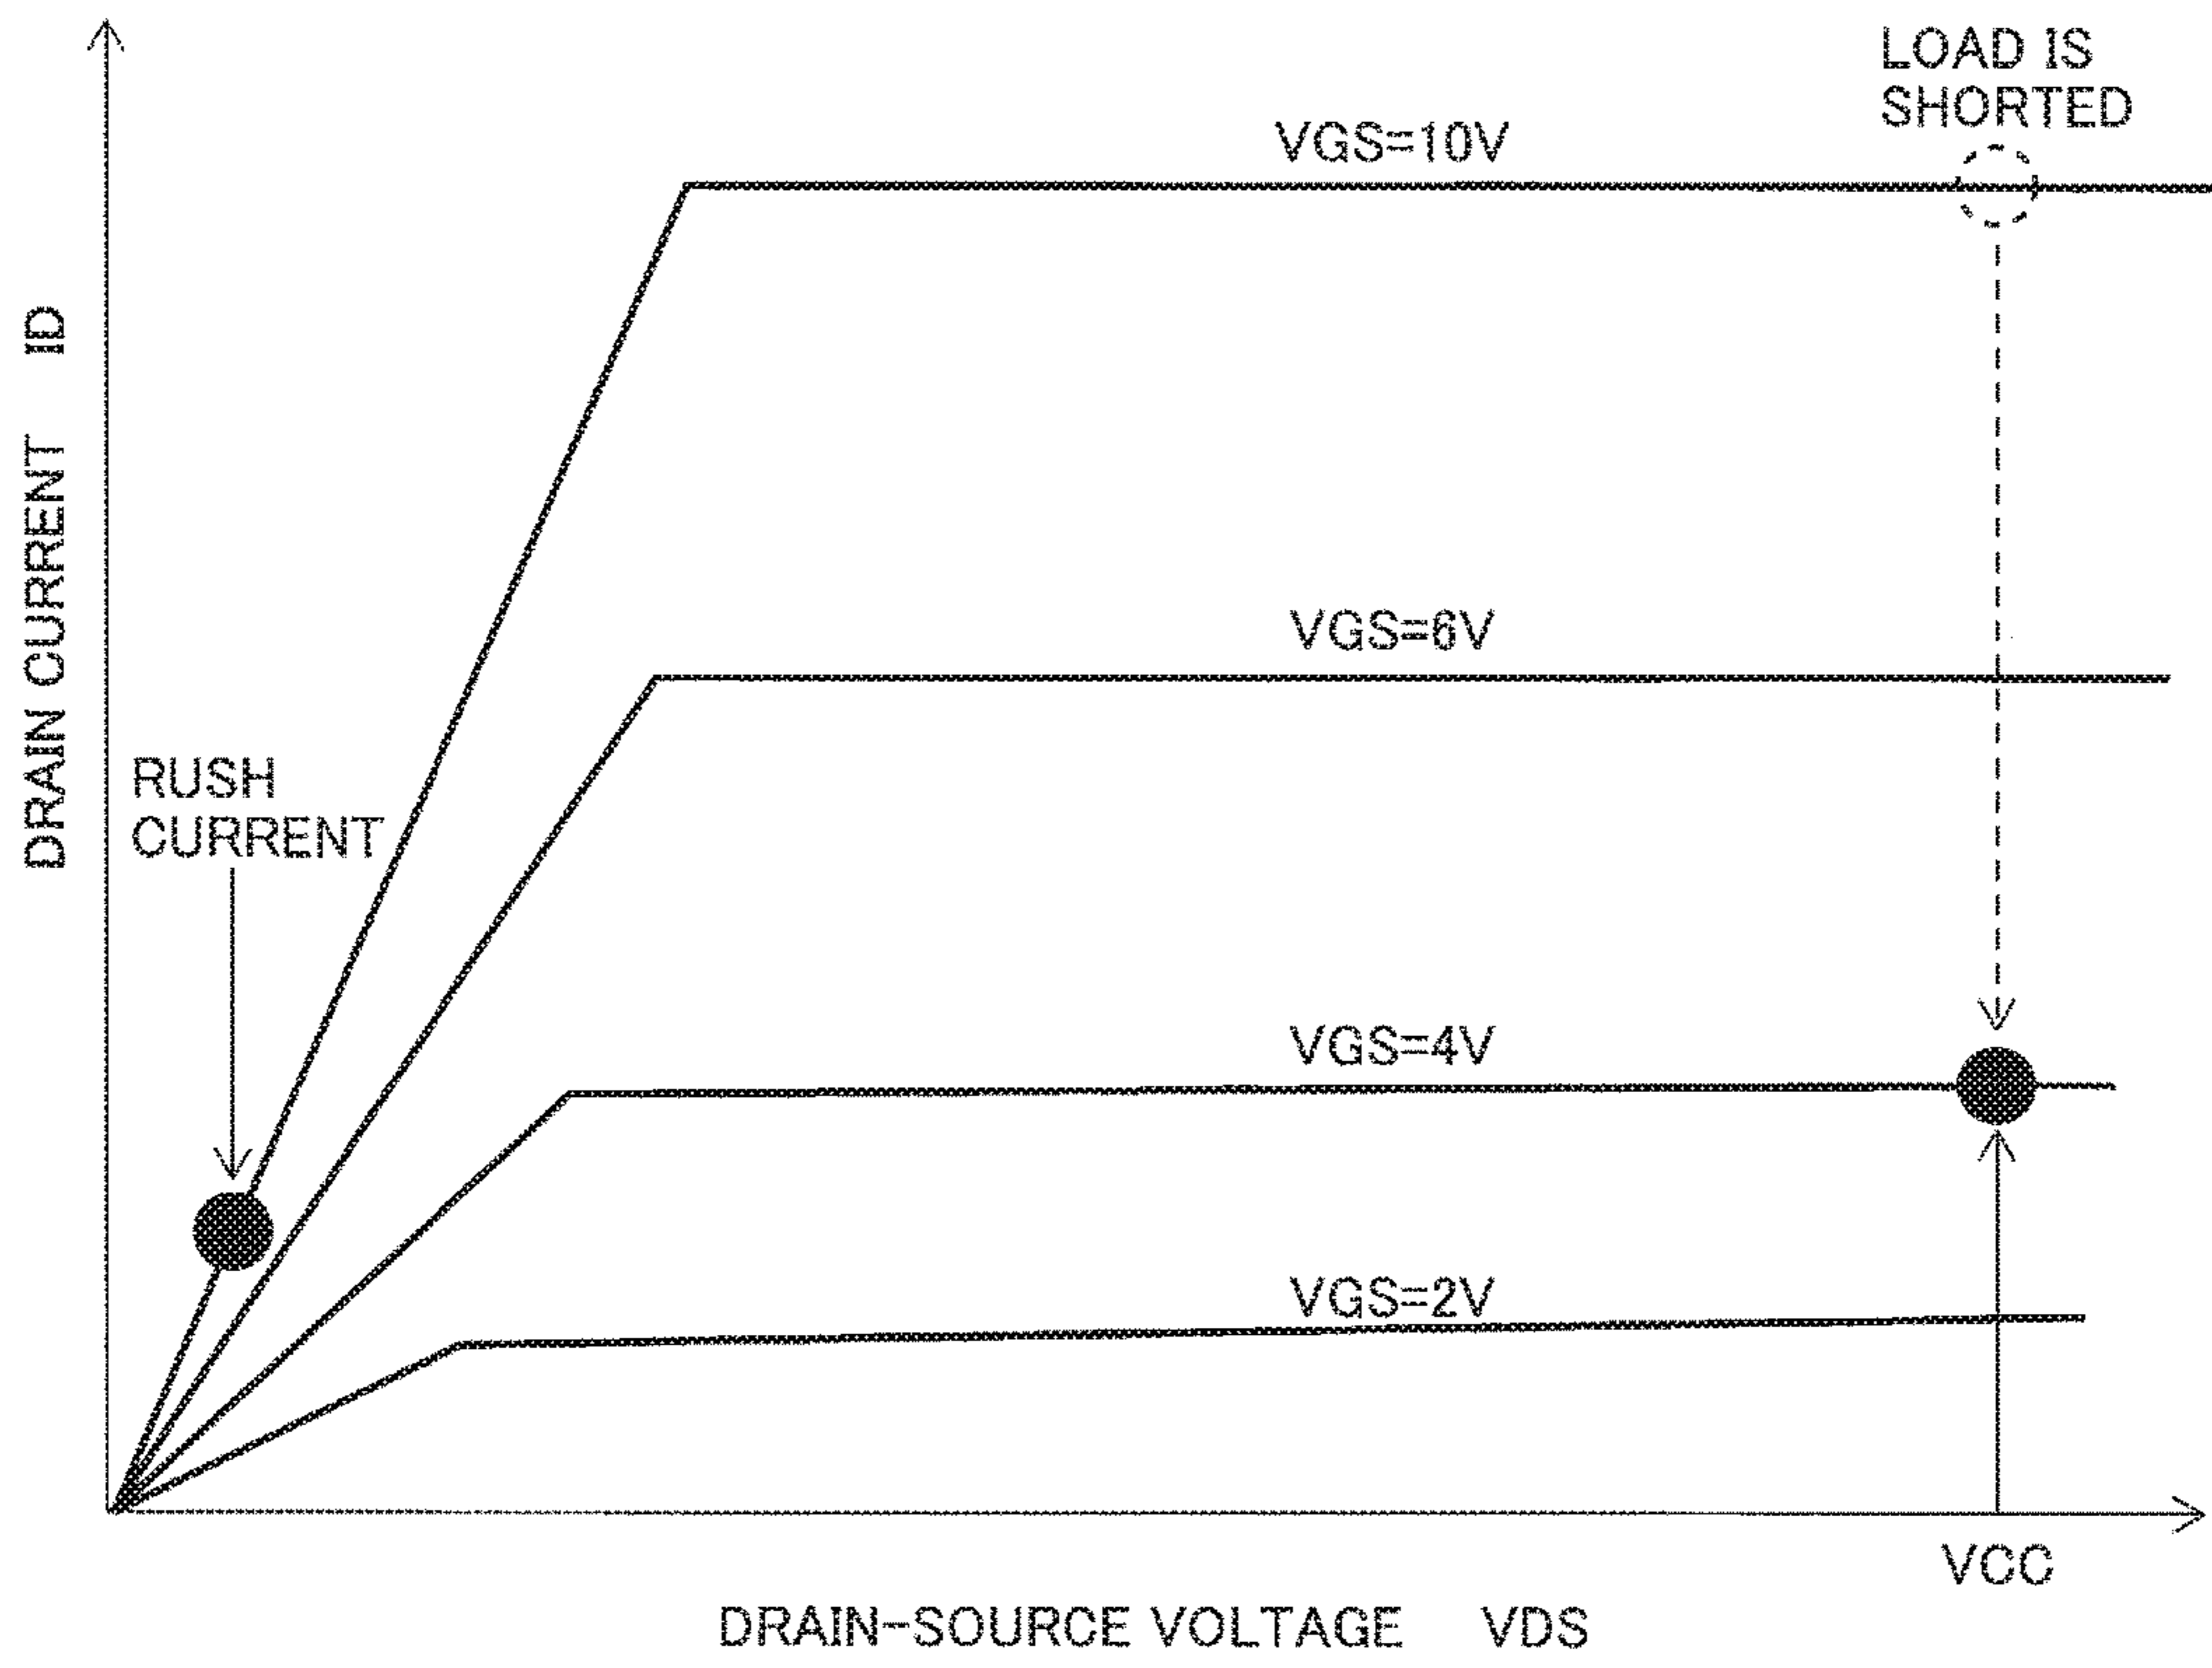 LOAD IS
SHORTED
VGS=10V
DRAIN CURRENT ID
VGS=6V
RUSH
CURRENT
VGS=4V
VGS=2V
VCC
DRAIN-SOURCE VOLTAGE VDS